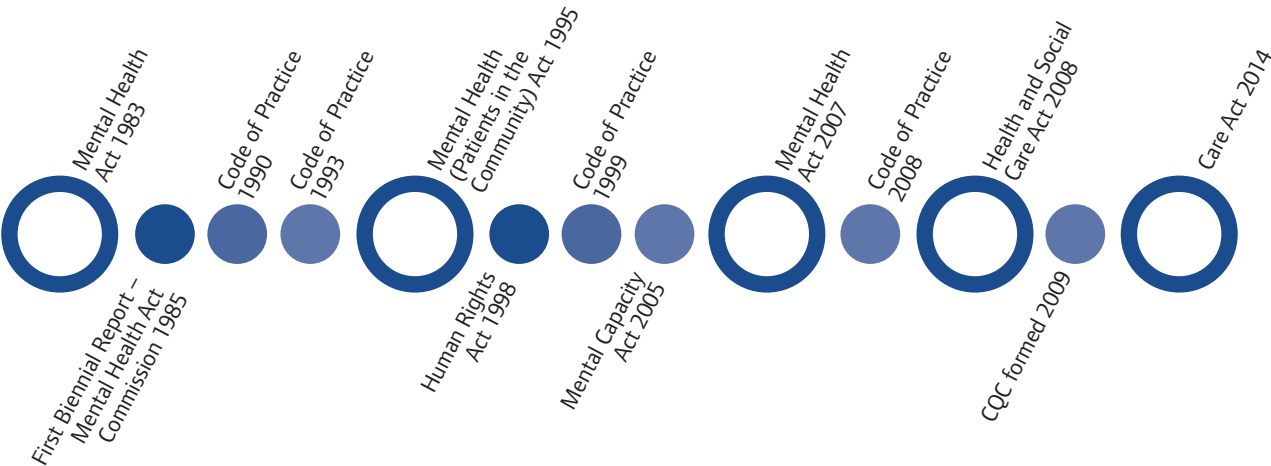 Mental Health
Act 1983
First Biennial Report –
Mental Health Act
Commission 1985
Code of Practice
1990
Code of Practice
1993
Mental Health
(Patients in the
Community) Act 1995
Human Rights
Act 1998
Code of Practice
1999
Mental Capacity
Act 2005
Mental Health
Act 2007
Code of Practice
2008
Health and Social
Care Act 2008
CQC formed 2009
Care Act 2014